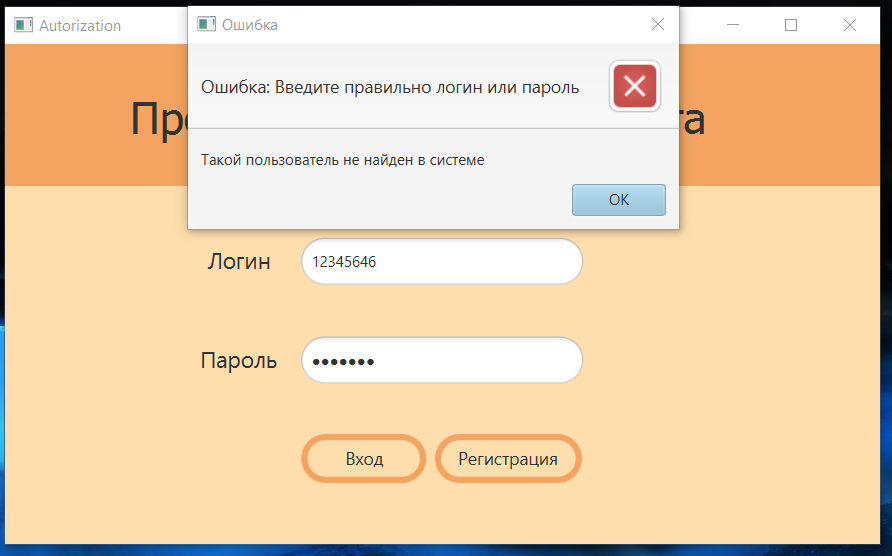 Autorization
Ошибка
Ошибка: Введите правильно логин или пароль
Такой пользователь не найден в системе
OK
Логин
12345646
Пароль
•••••••
Вход
Регистрация